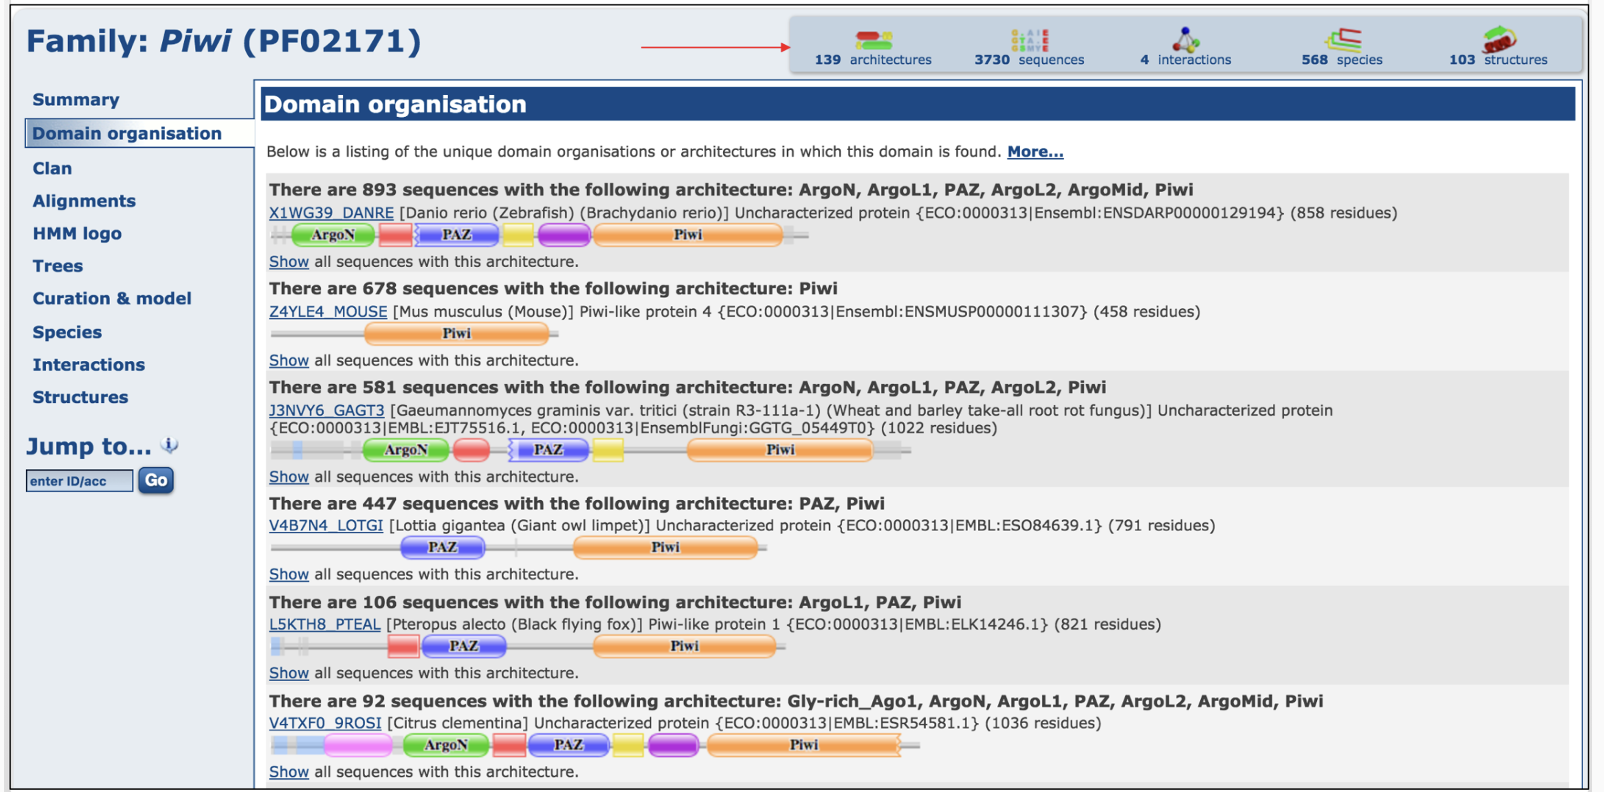 Family: Piwi (PF02171)
139 architectures 3730 sequences 4 interactions 568 species 103 structures
Summary
Domain organisation
Clan
Alignments
HMM logo
Trees
Curation & model
Species
Interactions
Structures
Jump to... i
enter ID/acc Go
Domain organisation
Below is a listing of the unique domain organisations or architectures in which this domain is found. More...
There are 893 sequences with the following architecture: ArgoN, ArgoL1, PAZ, ArgoL2, ArgoMid, Piwi
X1WG39_DANRE [Danio rerio (Zebrafish) (Brachydanio rerio)] Uncharacterized protein {ECO:0000313|Ensembl:ENSDARP00000129194} (858 residues)
ArgoN PAZ Piwi
Show all sequences with this architecture.
There are 678 sequences with the following architecture: Piwi
Z4YLE4_MOUSE [Mus musculus (Mouse)] Piwi-like protein 4 {ECO:0000313|Ensembl:ENSMUSP00000111307} (458 residues)
Piwi
Show all sequences with this architecture.
There are 581 sequences with the following architecture: ArgoN, ArgoL1, PAZ, ArgoL2, Piwi
J3NVY6_GAGT3 [Gaeumannomyces graminis var. tritici (strain R3-111a-1) (Wheat and barley take-all root rot fungus)] Uncharacterized protein
{ECO:0000313|EMBL:EJT75516.1, ECO:0000313|EnsemblFungi:GGTG_05449T0} (1022 residues)
ArgoN PAZ Piwi
Show all sequences with this architecture.
There are 447 sequences with the following architecture: PAZ, Piwi
V4B7N4_LOTGI [Lottia gigantea (Giant owl limpet)] Uncharacterized protein {ECO:0000313|EMBL:ESO84639.1} (791 residues)
PAZ Piwi
Show all sequences with this architecture.
There are 106 sequences with the following architecture: ArgoL1, PAZ, Piwi
L5KTH8_PTEAL [Pteropus alecto (Black flying fox)] Piwi-like protein 1 {ECO:0000313|EMBL:ELK14246.1} (821 residues)
PAZ Piwi
Show all sequences with this architecture.
There are 92 sequences with the following architecture: Gly-rich_Ago1, ArgoN, ArgoL1, PAZ, ArgoL2, ArgoMid, Piwi
V4TXF0_9ROSI [Citrus clementina] Uncharacterized protein {ECO:0000313|EMBL:ESR54581.1} (1036 residues)
ArgoN PAZ Piwi
Show all sequences with this architecture.